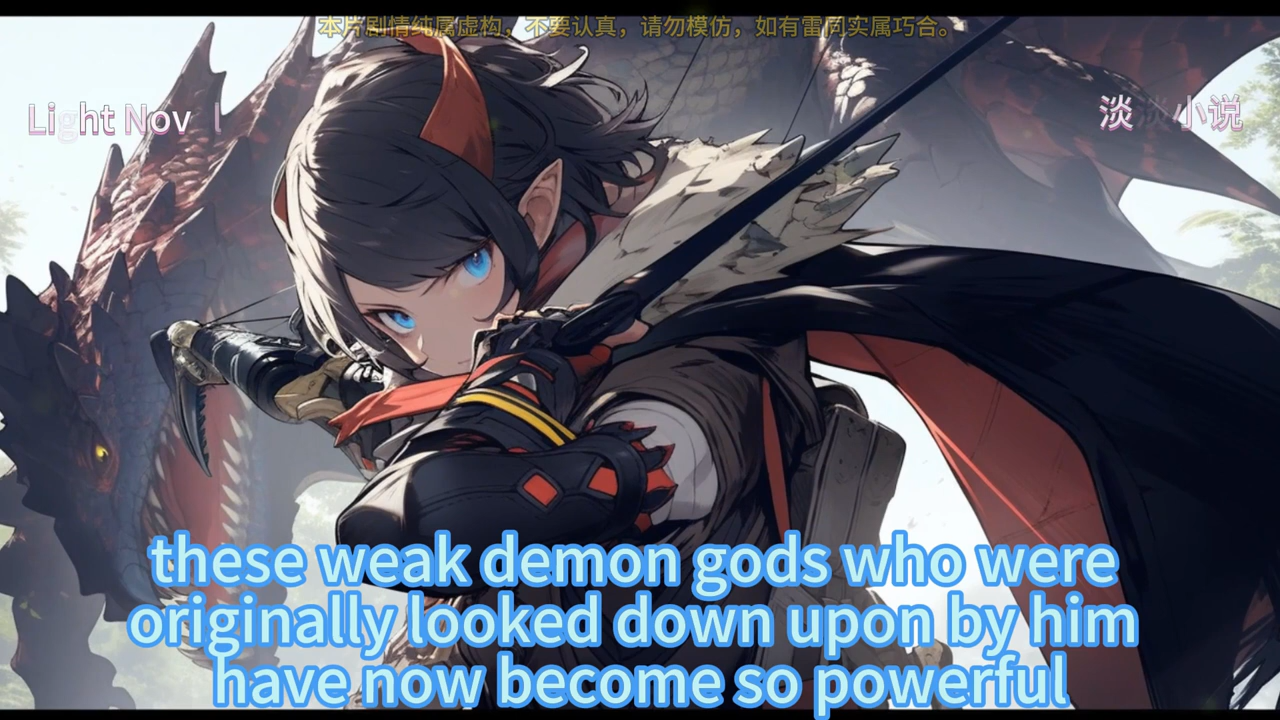 本片剧情纯属虚构，不要认真，请勿模仿，如有雷同实属巧合。
Light Nov l
淡淡小说
these weak demon gods who were
originally looked down upon by him
have now become so powerful